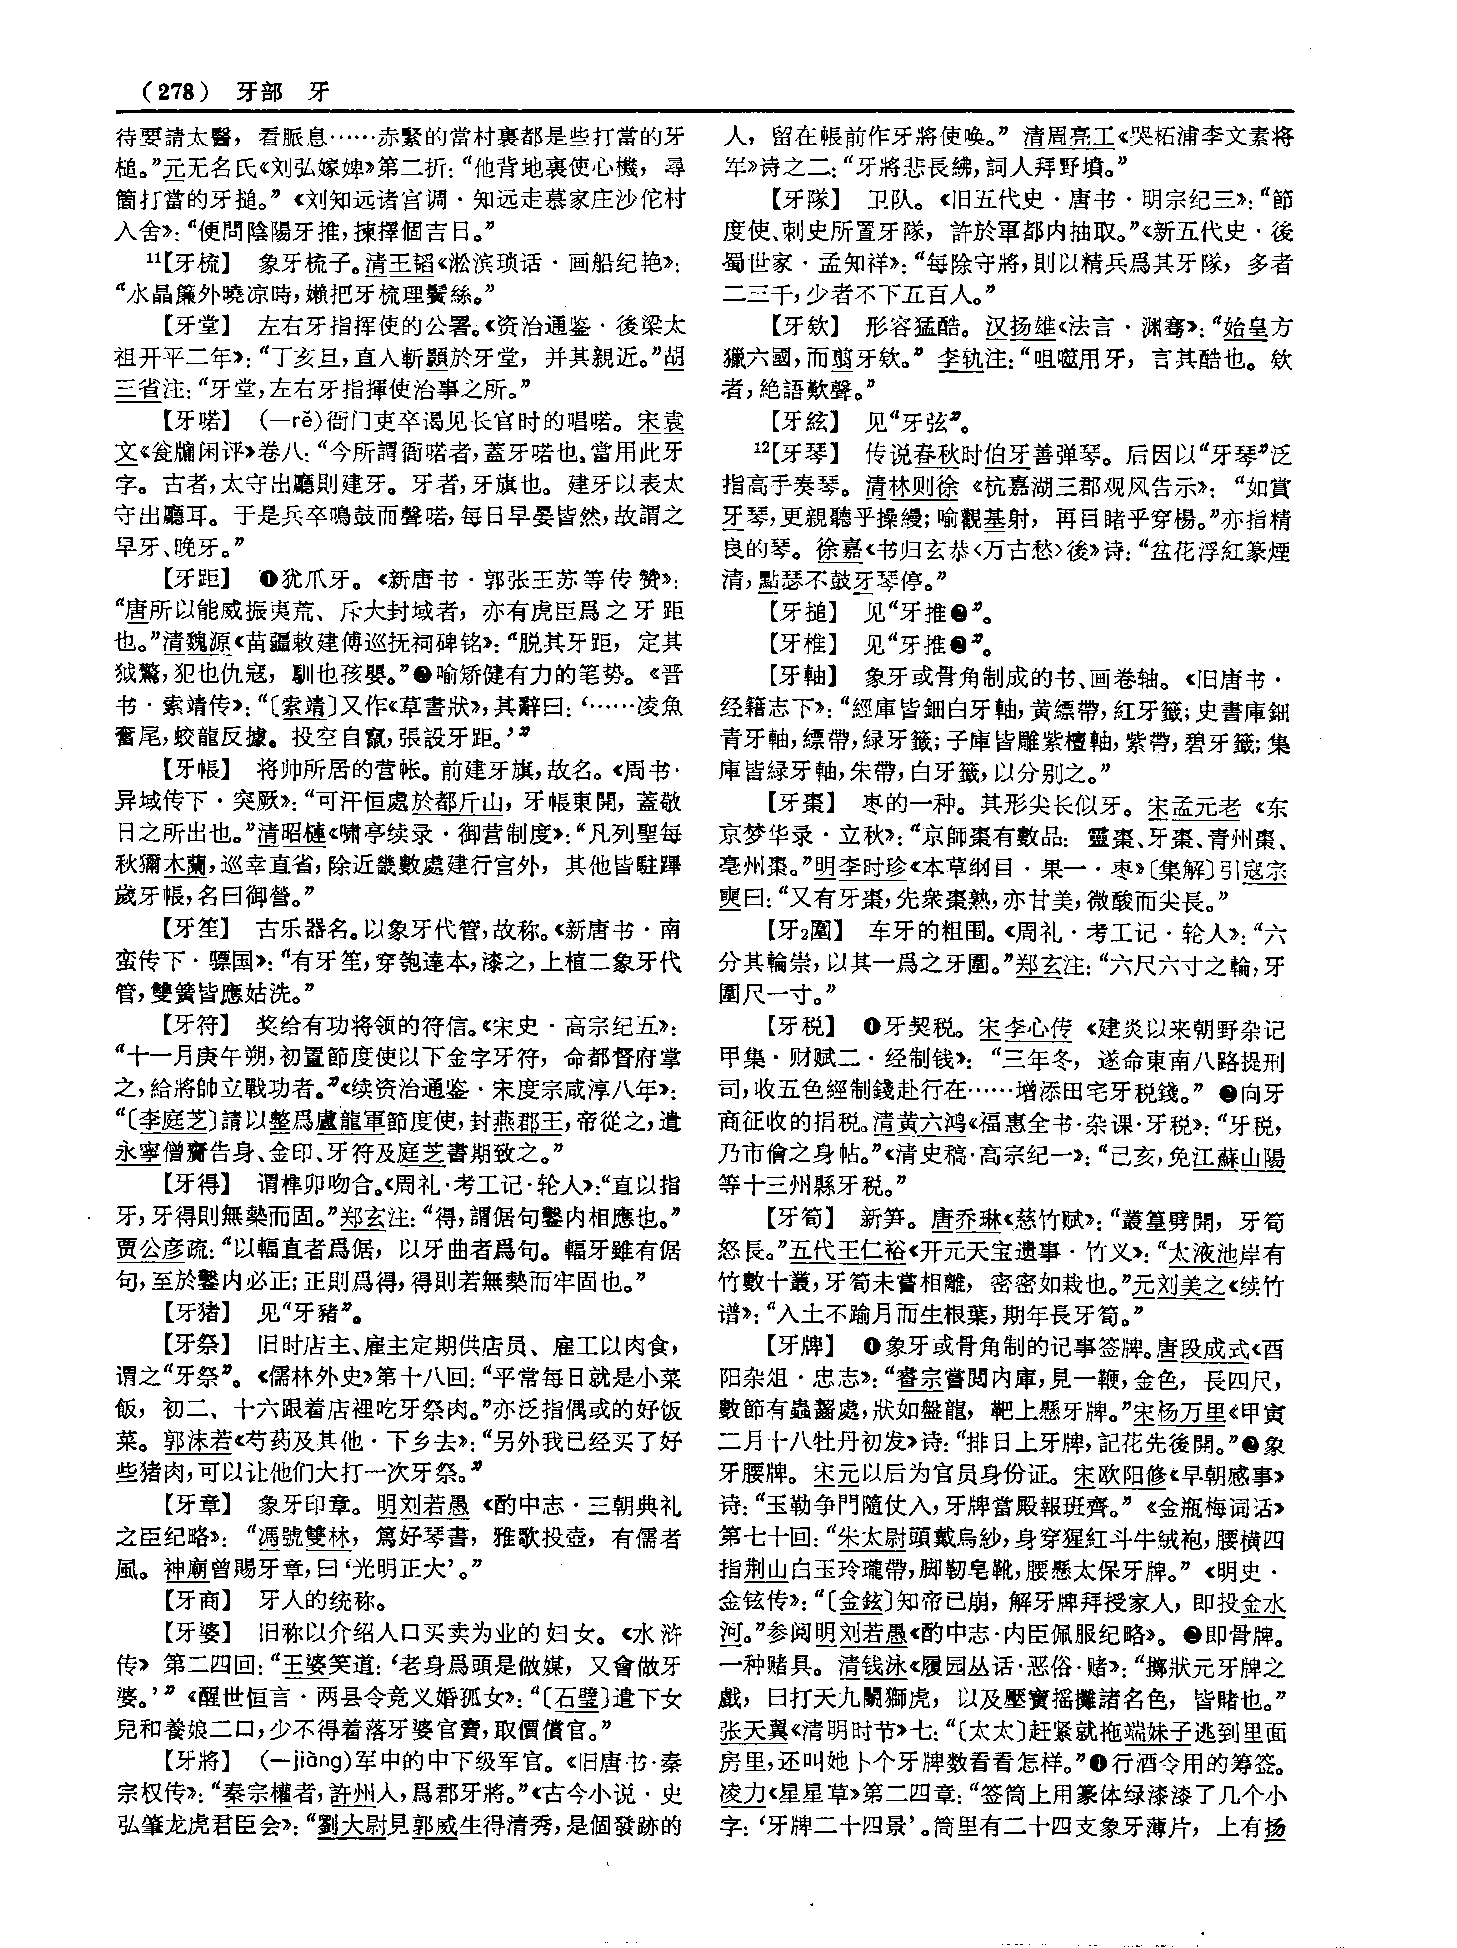 （278） 牙部 牙
待要請太醫，看脈息……赤緊的當村裏都是些打當的牙
槌。”元无名氏《刘弘嫁婢》第二折：“他背地裏使心機，尋
箇打當的牙搥。”《刘知远诸宫调·知远走慕家庄沙佗村
入舍》：“便問陰陽牙推，揀擇個吉日。”
¹¹【牙梳】 象牙梳子。清王韬《淞滨琐话·画船纪艳》：
“水晶簾外曉凉時，嬾把牙梳理鬢絲。”
【牙堂】 左右牙指挥使的公署。《资治通鉴·後梁太
祖开平二年》：“丁亥旦，直入斬顥於牙堂，并其親近。”胡
三省注：“牙堂，左右牙指揮使治事之所。”
【牙喏】 （—rě）衙门吏卒谒见长官时的唱喏。宋袁
文《瓮牖闲评》卷八：“今所謂衙喏者，蓋牙喏也，當用此牙
字。古者，太守出廳則建牙。牙者，牙旗也。建牙以表太
守出廳耳。于是兵卒鳴鼓而聲喏，每日早晏皆然，故謂之
早牙、晚牙。”
【牙距】 ❶犹爪牙。《新唐书·郭张王苏等传赞》：
“唐所以能威振夷荒、斥大封域者，亦有虎臣爲之牙距
也。”清魏源《苗疆敕建傅巡抚祠碑铭》：“脱其牙距，定其
狘驚，犯也仇寇，馴也孩嬰。”❷喻矫健有力的笔势。《晋
书·索靖传》：“〔索靖〕又作《草書狀》，其辭曰：‘……凌魚
奮尾，蛟龍反據。投空自竄，張設牙距。’”
【牙帳】 将帅所居的营帐。前建牙旗，故名。《周书·
异域传下·突厥》：“可汗恒處於都斤山，牙帳東開，蓋敬
日之所出也。”清昭槤《啸亭续录·御营制度》：“凡列聖每
秋獮木蘭，巡幸直省，除近畿數處建行宫外，其他皆駐蹕
葳牙帳，名曰御營。”
【牙笙】 古乐器名。以象牙代管，故称。《新唐书·南
蛮传下·骠国》：“有牙笙，穿匏達本，漆之，上植二象牙代
管，雙簧皆應姑洗。”
【牙符】 奖给有功将领的符信。《宋史·高宗纪五》：
“十一月庚午朔，初置節度使以下金字牙符，命都督府掌
之，給將帥立戰功者。”《续资治通鉴·宋度宗咸淳八年》：
“〔李庭芝〕請以整爲盧龍軍節度使，封燕郡王，帝從之，遣
永寧僧齎告身、金印、牙符及庭芝書期致之。”
【牙得】 谓榫卯吻合。《周礼·考工记·轮人》：“直以指
牙，牙得則無槷而固。”郑玄注：“得，謂倨句鑿内相應也。”
贾公彦疏：“以輻直者爲倨，以牙曲者爲句。輻牙雖有倨
句，至於鑿内必正；正則爲得，得則若無槷而牢固也。”
【牙猪】 见“牙豬”。
【牙祭】 旧时店主、雇主定期供店员、雇工以肉食，
谓之“牙祭”。《儒林外史》第十八回：“平常每日就是小菜
飯，初二、十六跟着店裡吃牙祭肉。”亦泛指偶或的好饭
菜。郭沫若《芍药及其他·下乡去》：“另外我已经买了好
些猪肉，可以让他们大打一次牙祭。”
【牙章】 象牙印章。明刘若愚《酌中志·三朝典礼
之臣纪略》：“馮號雙林，篤好琴書，雅歌投壺，有儒者
風。神廟曾賜牙章，曰‘光明正大’。”
【牙商】 牙人的统称。
【牙婆】 旧称以介绍人口买卖为业的妇女。《水浒
传》第二四回：“王婆笑道：‘老身爲頭是做媒，又會做牙
婆。’”《醒世恒言·两县令竞义婚孤女》：“〔石璧〕遣下女
兒和養娘二口，少不得着落牙婆官賣，取價償官。”
【牙將】 （—jiàng）军中的中下级军官。《旧唐书·秦
宗权传》：“秦宗權者，許州人，爲郡牙將。”《古今小说·史
弘肇龙虎君臣会》：“劉大尉見郭威生得清秀，是個發跡的
人，留在帳前作牙將使唤。”清周亮工《哭柘浦李文素将
军》诗之二：“牙將悲長綈，詞人拜野墳。”
【牙隊】 卫队。《旧五代史·唐书·明宗纪三》：“節
度使、刺史所置牙隊，許於軍都内抽取。”《新五代史·後
蜀世家·孟知祥》：“每除守將，則以精兵爲其牙隊，多者
二三千，少者不下五百人。”
【牙欸】 形容猛酷。汉扬雄《法言·渊骞》：“始皇方
獵六國，而翦牙欸。”李轨注：“咀噬用牙，言其酷也。欸
者，絶語歎聲。”
【牙絃】 见“牙弦”。
¹²【牙琴】 传说春秋时伯牙善弹琴。后因以“牙琴”泛
指高手奏琴。清林则徐《杭嘉湖三郡观风告示》：“如賞
牙琴，更親聽乎操縵；喻觀基射，再目睹乎穿楊。”亦指精
良的琴。徐嘉《书归玄恭〈万古愁〉後》诗：“盆花浮紅篆煙
清，點瑟不鼓牙琴停。”
【牙搥】 见“牙推❷”。
【牙椎】 见“牙推❷”。
【牙軸】 象牙或骨角制成的书、画卷轴。《旧唐书·
经籍志下》：“經庫皆鈿白牙軸，黄縹帶，紅牙籤；史書庫鈿
青牙軸，縹帶，緑牙籤；子庫皆雕紫檀軸，紫帶，碧牙籤；集
庫皆緑牙軸，朱帶，白牙籤，以分别之。”
【牙棗】 枣的一种。其形尖长似牙。宋孟元老《东
京梦华录·立秋》：“京師棗有數品：靈棗、牙棗、青州棗、
亳州棗。”明李时珍《本草纲目·果一·枣》〔集解〕引寇宗
奭曰：“又有牙棗，先衆棗熟，亦甘美，微酸而尖長。”
【牙₂圍】 车牙的粗围。《周礼·考工记·轮人》：“六
分其輪崇，以其一爲之牙圍。”郑玄注：“六尺六寸之輪，牙
圍尺一寸。”
【牙税】 ❶牙契税。宋李心传《建炎以来朝野杂记
甲集·财赋二·经制钱》：“三年冬，遂命東南八路提刑
司，收五色經制錢赴行在……增添田宅牙税錢。”❷向牙
商征收的捐税。清黄六鸿《福惠全书·杂课·牙税》：“牙税，
乃市儈之身帖。”《清史稿·高宗纪一》：“己亥，免江蘇山陽
等十三州縣牙税。”
【牙筍】 新笋。唐乔琳《慈竹赋》：“叢篁劈開，牙筍
怒長。”五代王仁裕《开元天宝遗事·竹义》：“太液池岸有
竹數十叢，牙筍未嘗相離，密密如栽也。”元刘美之《续竹
谱》：“入土不踰月而生根葉，期年長牙筍。”
【牙牌】 ❶象牙或骨角制的记事签牌。唐段成式《酉
阳杂俎·忠志》：“睿宗嘗閲内庫，見一鞭，金色，長四尺，
數節有蟲齧處，狀如盤龍，靶上懸牙牌。”宋杨万里《甲寅
二月十八牡丹初发》诗：“排日上牙牌，記花先後開。”❷象
牙腰牌。宋元以后为官员身份证。宋欧阳修《早朝感事》
诗：“玉勒争門隨仗入，牙牌當殿報班齊。”《金瓶梅词话》
第七十回：“朱太尉頭戴烏紗，身穿猩紅斗牛絨袍，腰横四
指荆山白玉玲瓏帶，脚靸皂靴，腰懸太保牙牌。”《明史·
金铉传》：“〔金鉉〕知帝已崩，解牙牌拜授家人，即投金水
河。”参阅明刘若愚《酌中志·内臣佩服纪略》。❸即骨牌。
一种赌具。清钱泳《履园丛话·恶俗·赌》：“擲狀元牙牌之
戲，曰打天九鬭獅虎，以及壓寳摇攤諸名色，皆賭也。”
张天翼《清明时节》七：“〔太太〕赶紧就拖端妹子逃到里面
房里，还叫她卜个牙牌数看看怎样。”❹行酒令用的筹签。
凌力《星星草》第二四章：“签筒上用篆体绿漆漆了几个小
字：‘牙牌二十四景’。筒里有二十四支象牙薄片，上有扬